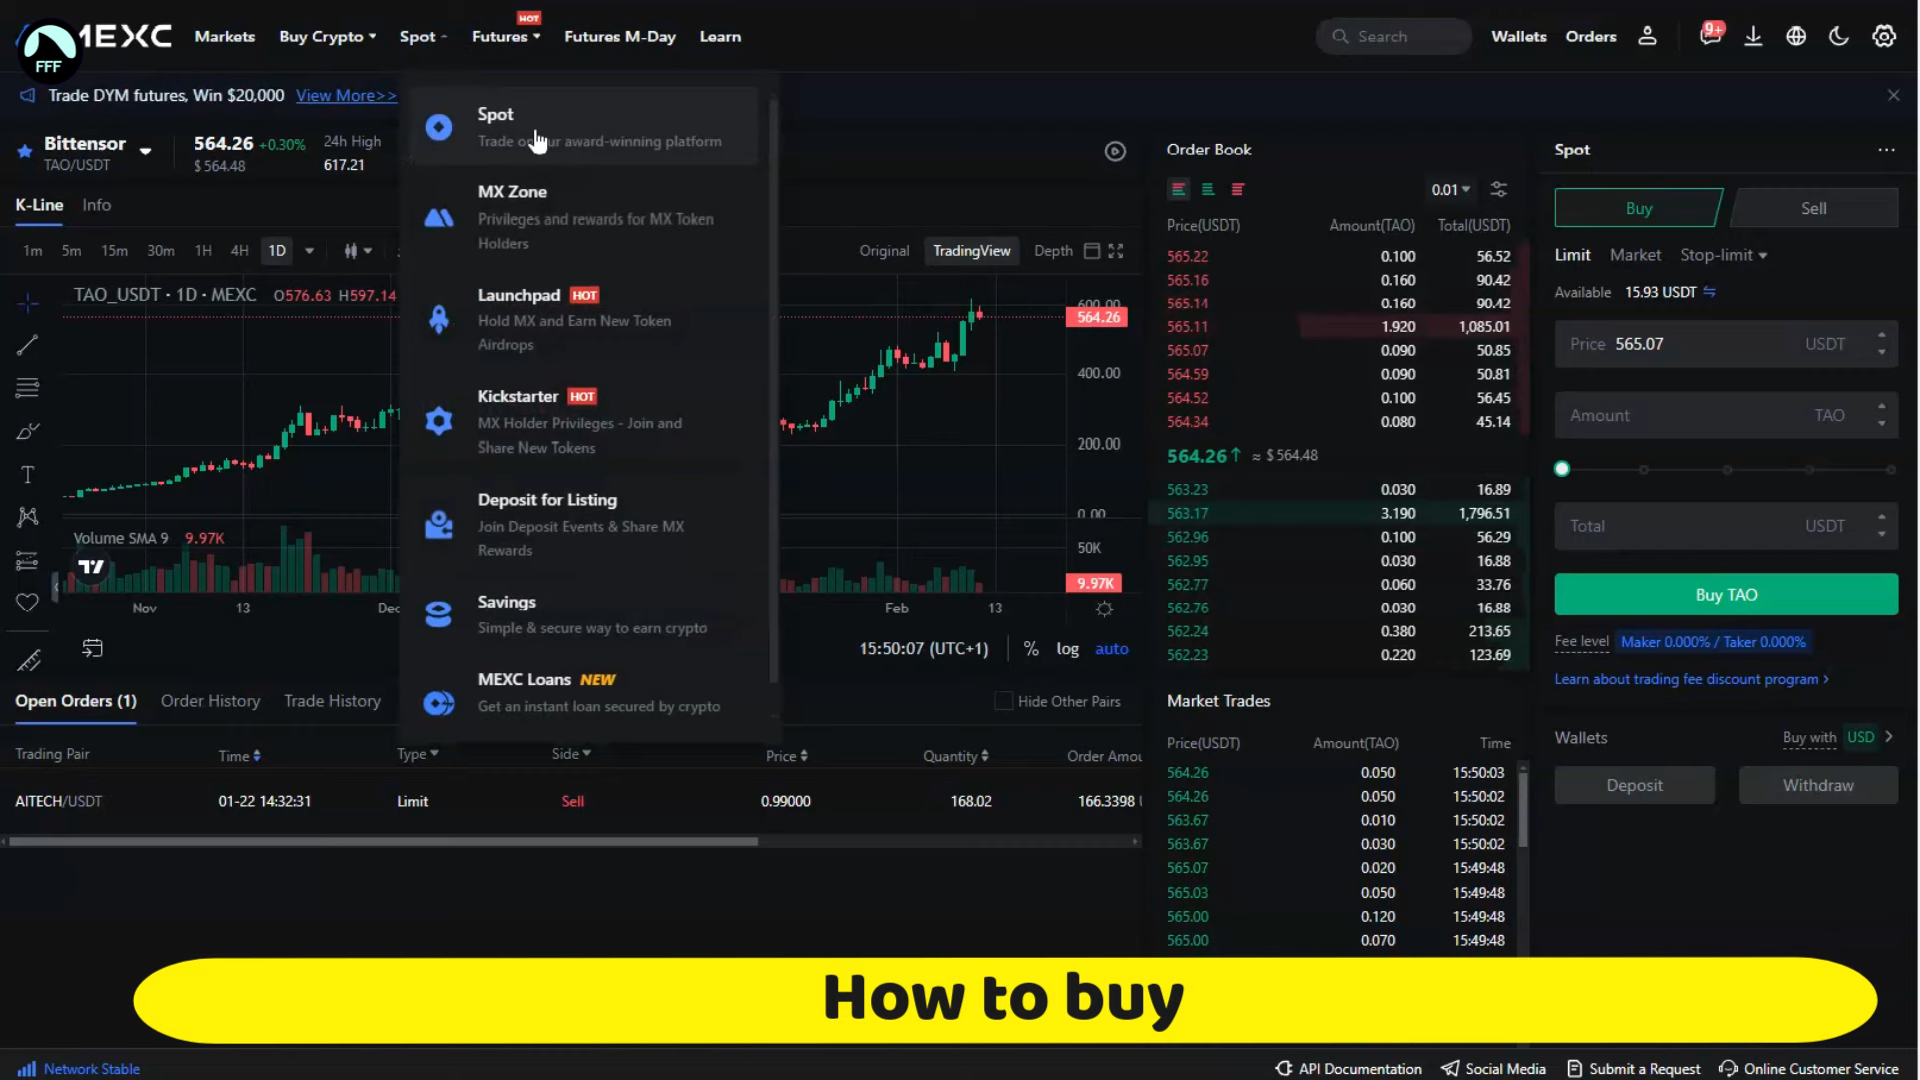 FFF
MEXC
Markets
Buy Crypto
Spot
HOT
Futures
Futures M-Day
Learn
Search
Wallets
Orders
9+
Trade DYM futures, Win $20,000 View More>>
Bittensor
TAO/USDT
564.26 +0.30%
$ 564.48
24h High
617.21
K-Line
Info
1m 5m 15m 30m 1H 4H 1D
Original TradingView Depth
TAO_USDT · 1D · MEXC O576.63 H597.14
600.00
564.26
400.00
200.00
0.00
Volume SMA 9 9.97K
50K
9.97K
Nov 13 Dec Feb 13
15:50:07 (UTC+1) % log auto
Spot
Trade on our award-winning platform
MX Zone
Privileges and rewards for MX Token
Holders
Launchpad HOT
Hold MX and Earn New Token
Airdrops
Kickstarter HOT
MX Holder Privileges - Join and
Share New Tokens
Deposit for Listing
Join Deposit Events & Share MX
Rewards
Savings
Simple & secure way to earn crypto
MEXC Loans NEW
Get an instant loan secured by crypto
Open Orders (1) Order History Trade History
Hide Other Pairs
Trading Pair Time Type Side Price Quantity Order Amou
AITECH/USDT 01-22 14:32:31 Limit Sell 0.99000 168.02 166.3398
Order Book
0.01
Price(USDT) Amount(TAO) Total(USDT)
565.22 0.100 56.52
565.16 0.160 90.42
565.14 0.160 90.42
565.11 1.920 1,085.01
565.07 0.090 50.85
564.59 0.090 50.81
564.52 0.100 56.45
564.34 0.080 45.14
564.26↑ ≈ $ 564.48
563.23 0.030 16.89
563.17 3.190 1,796.51
562.96 0.100 56.29
562.95 0.030 16.88
562.77 0.060 33.76
562.76 0.030 16.88
562.24 0.380 213.65
562.23 0.220 123.69
Market Trades
Price(USDT) Amount(TAO) Time
564.26 0.050 15:50:03
564.26 0.050 15:50:02
563.67 0.010 15:50:02
563.67 0.030 15:50:02
565.07 0.020 15:49:48
565.03 0.050 15:49:48
565.00 0.120 15:49:48
565.00 0.070 15:49:48
Spot
Buy Sell
Limit Market Stop-limit
Available 15.93 USDT
Price 565.07 USDT
Amount TAO
Total USDT
Buy TAO
Fee level Maker 0.000% / Taker 0.000%
Learn about trading fee discount program >
Wallets Buy with USD >
Deposit Withdraw
How to buy
Network Stable
API Documentation Social Media Submit a Request Online Customer Service